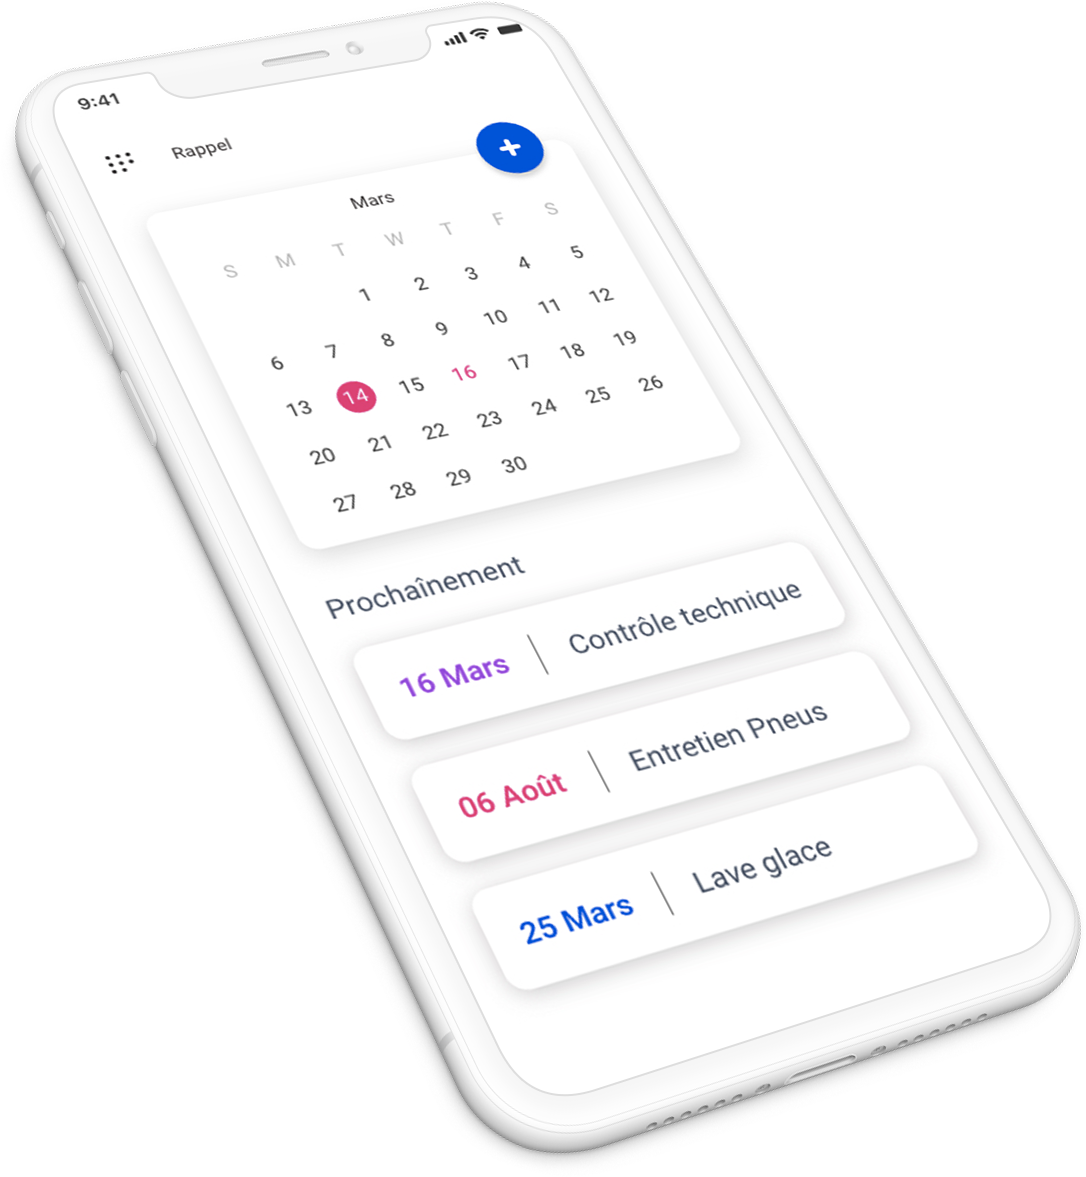 9:41
Rappel
Mars
S M T W T F S
1 2 3 4 5
6 7 8 9 10 11 12
13 14 15 16 17 18 19
20 21 22 23 24 25 26
27 28 29 30
Prochaînement
16 Mars Contrôle technique
06 Août Entretien Pneus
25 Mars Lave glace